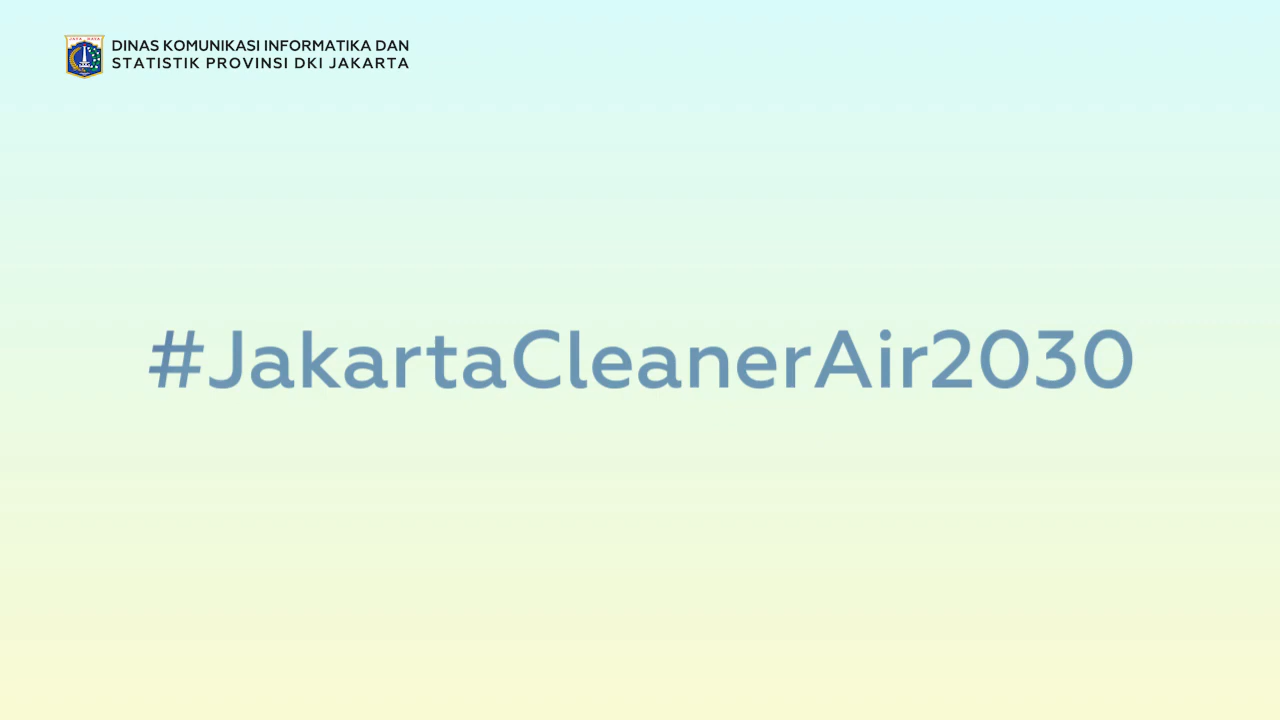 DINAS KOMUNIKASI INFORMATIKA DAN
STATISTIK PROVINSI DKI JAKARTA
#JakartaCleanerAir2030